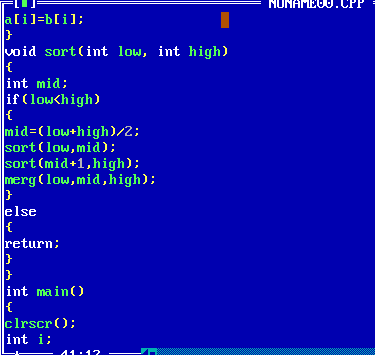 [ ] NONAME00.CPP
a[i]=b[i];
}
void sort(int low, int high)
{
int mid;
if(low<high)
{
mid=(low+high)/2;
sort(low,mid);
sort(mid+1,high);
merg(low,mid,high);
}
else
{
return;
}
}
int main()
{
clrscr();
int i;
41:12